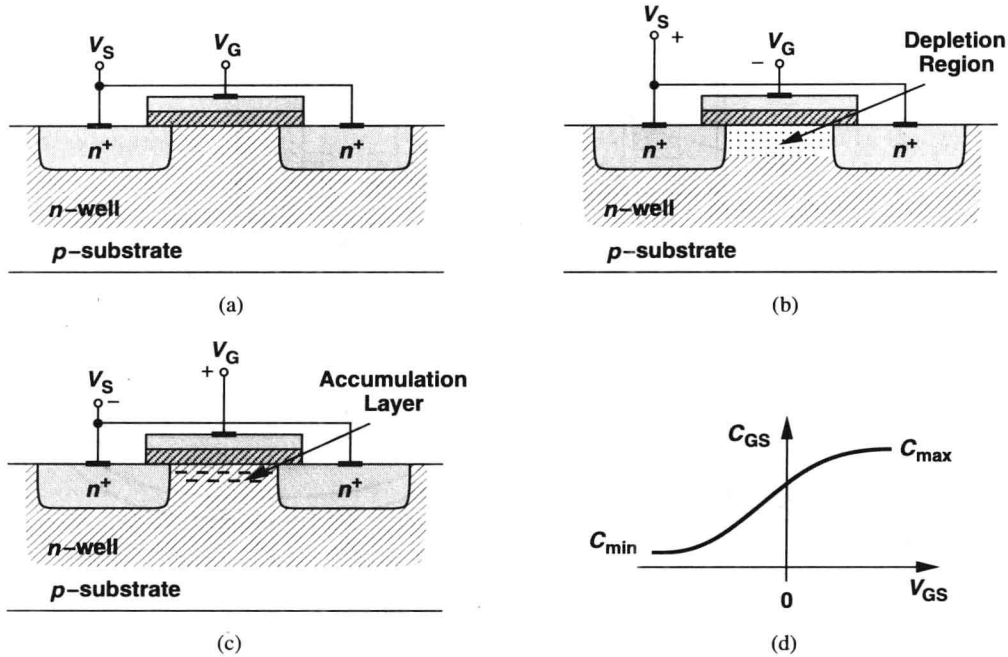 V_S
V_G
n+
n+
n–well
p–substrate
(a)
V_S
+
V_G
–
Depletion
Region
n+
n+
n–well
p–substrate
(b)
V_S
–
V_G
+
Accumulation
Layer
n+
n+
n–well
p–substrate
(c)
C_GS
C_max
C_min
0
V_GS
(d)